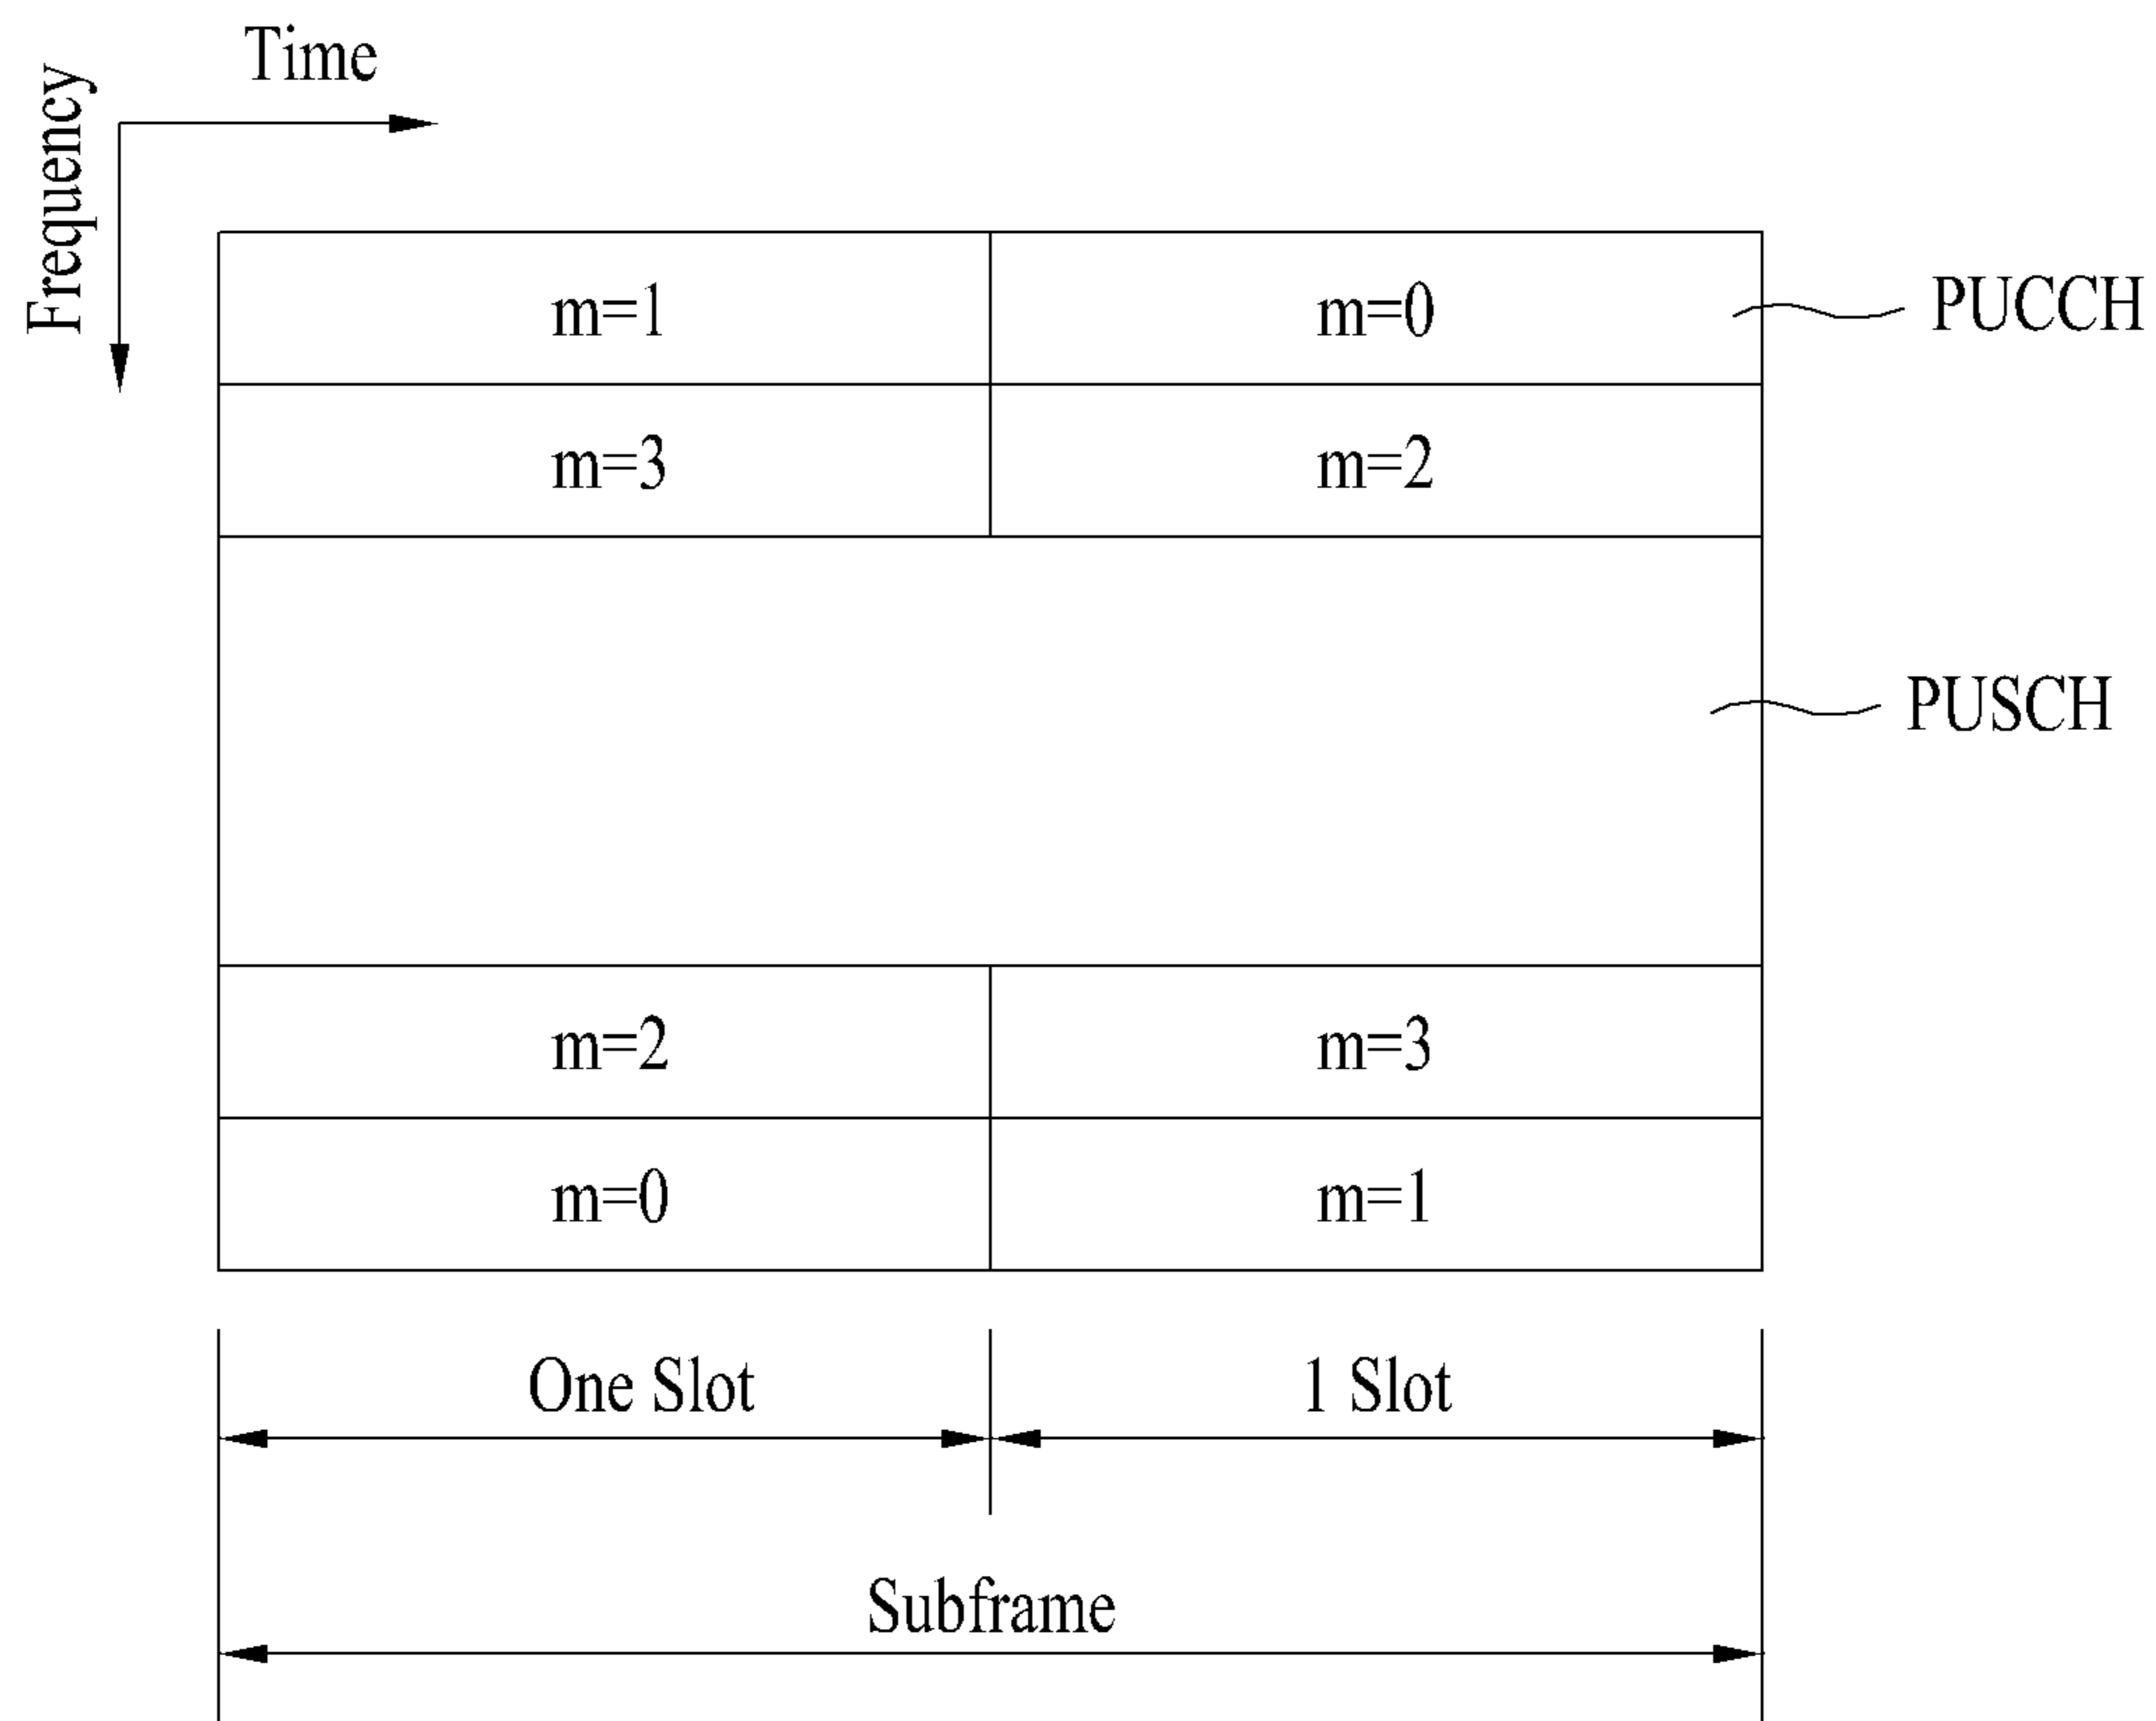 Time
Frequency
m=1 m=0 PUCCH
m=3 m=2
PUSCH
m=2 m=3
m=0 m=1
One Slot 1 Slot
Subframe